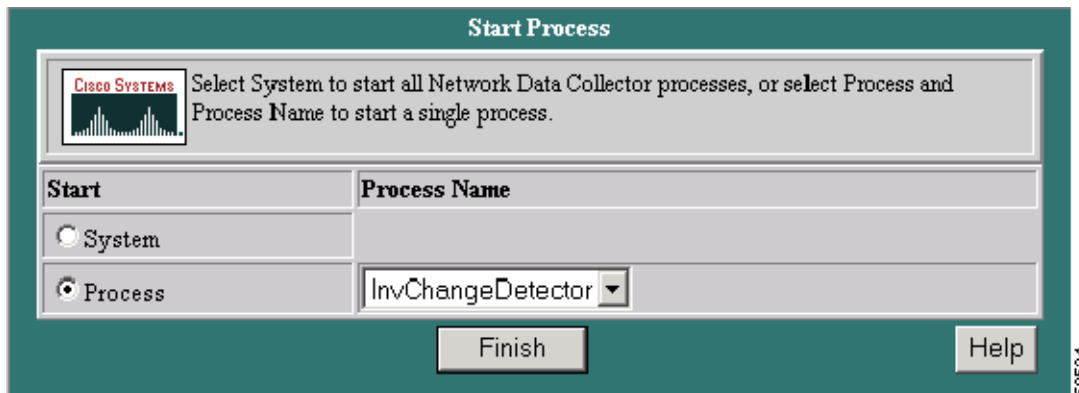 Start Process
CISCO SYSTEMS
Select System to start all Network Data Collector processes, or select Process and
Process Name to start a single process.
Start
Process Name
System
Process
InvChangeDetector
Finish
Help